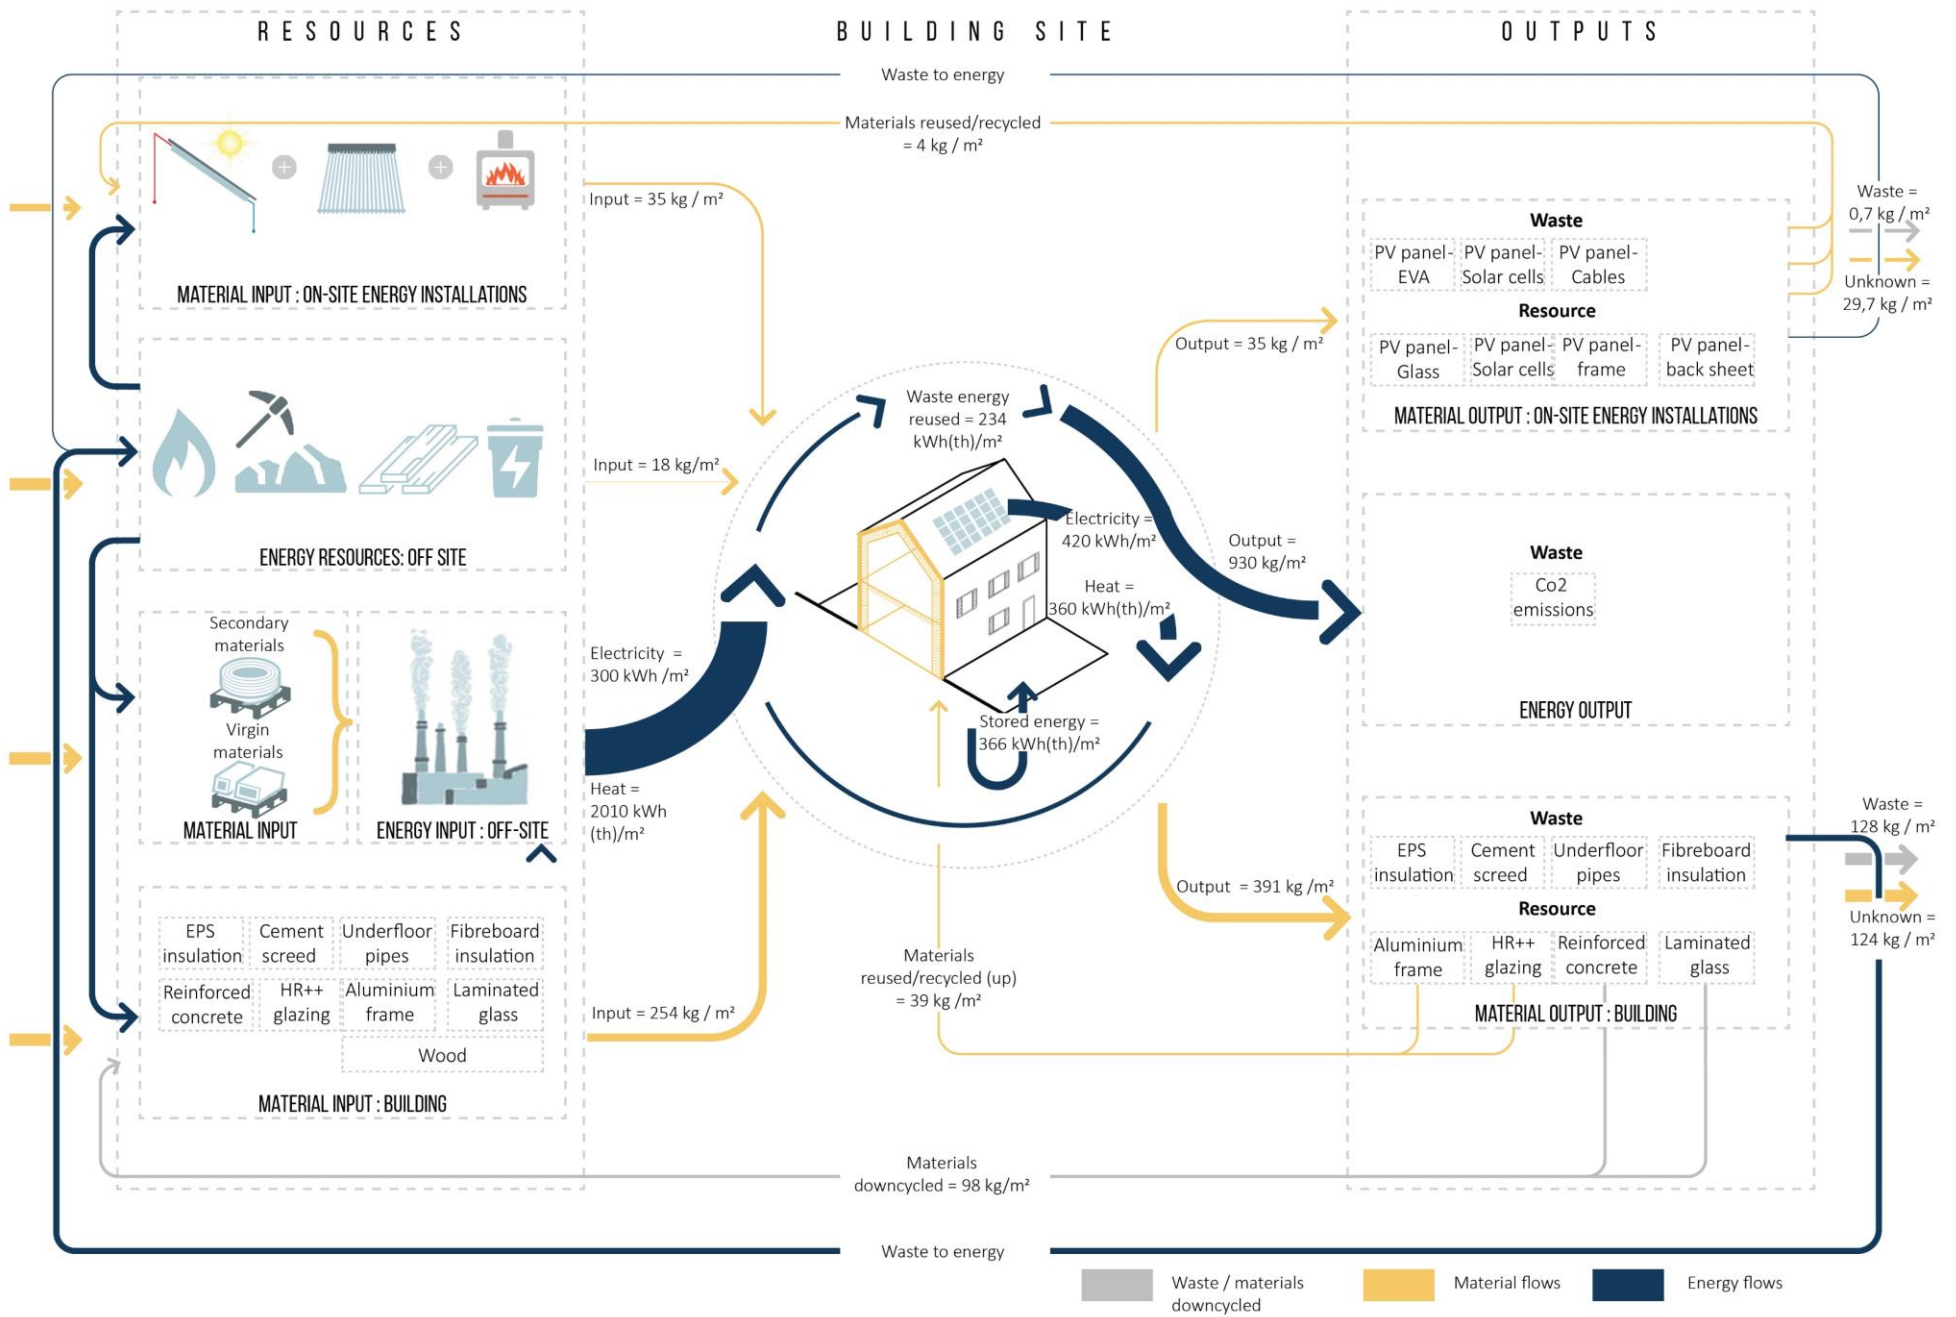 RESOURCES
BUILDING SITE
OUTPUTS
Waste to energy
Materials reused/recycled
= 4 kg / m²
Input = 35 kg / m²
MATERIAL INPUT : ON-SITE ENERGY INSTALLATIONS
Input = 18 kg/m²
ENERGY RESOURCES: OFF SITE
Secondary
materials
Virgin
materials
MATERIAL INPUT
ENERGY INPUT : OFF-SITE
Electricity =
300 kWh /m²
Heat =
2010 kWh
(th)/m²
EPS
insulation
Cement
screed
Underfloor
pipes
Fibreboard
insulation
Reinforced
concrete
HR++
glazing
Aluminium
frame
Laminated
glass
Wood
MATERIAL INPUT : BUILDING
Input = 254 kg / m²
Waste energy
reused = 234
kWh(th)/m²
Electricity =
420 kWh/m²
Heat =
360 kWh(th)/m²
Stored energy =
366 kWh(th)/m²
Materials
reused/recycled (up)
= 39 kg /m²
Materials
downcycled = 98 kg/m²
Waste to energy
Output = 35 kg / m²
Output =
930 kg/m²
Output = 391 kg /m²
Waste
PV panel-
EVA
PV panel-
Solar cells
PV panel-
Cables
Resource
PV panel-
Glass
PV panel-
Solar cells
PV panel-
frame
PV panel-
back sheet
MATERIAL OUTPUT : ON-SITE ENERGY INSTALLATIONS
Waste =
0,7 kg / m²
Unknown =
29,7 kg / m²
Waste
Co2
emissions
ENERGY OUTPUT
Waste
EPS
insulation
Cement
screed
Underfloor
pipes
Fibreboard
insulation
Resource
Aluminium
frame
HR++
glazing
Reinforced
concrete
Laminated
glass
MATERIAL OUTPUT : BUILDING
Waste =
128 kg / m²
Unknown =
124 kg / m²
Waste / materials
downcycled
Material flows
Energy flows